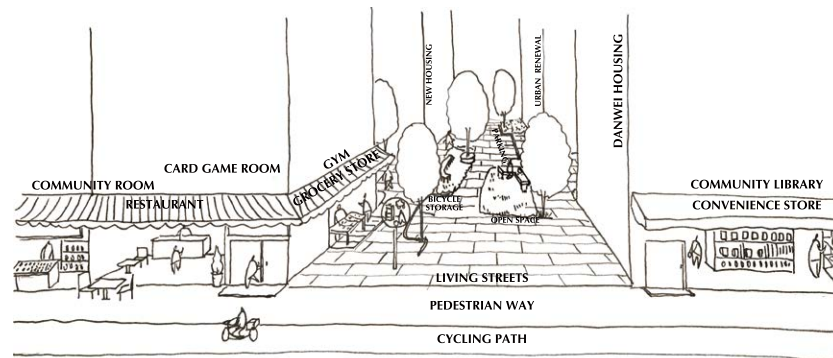 NEW HOUSING
URBAN RENEWAL
DANWEI HOUSING
PARKING
GYM
CARD GAME ROOM
GROCERY STORE
COMMUNITY ROOM
RESTAURANT
COMMUNITY LIBRARY
CONVENIENCE STORE
BICYCLE
STORAGE
OPEN SPACE
LIVING STREETS
PEDESTRIAN WAY
CYCLING PATH